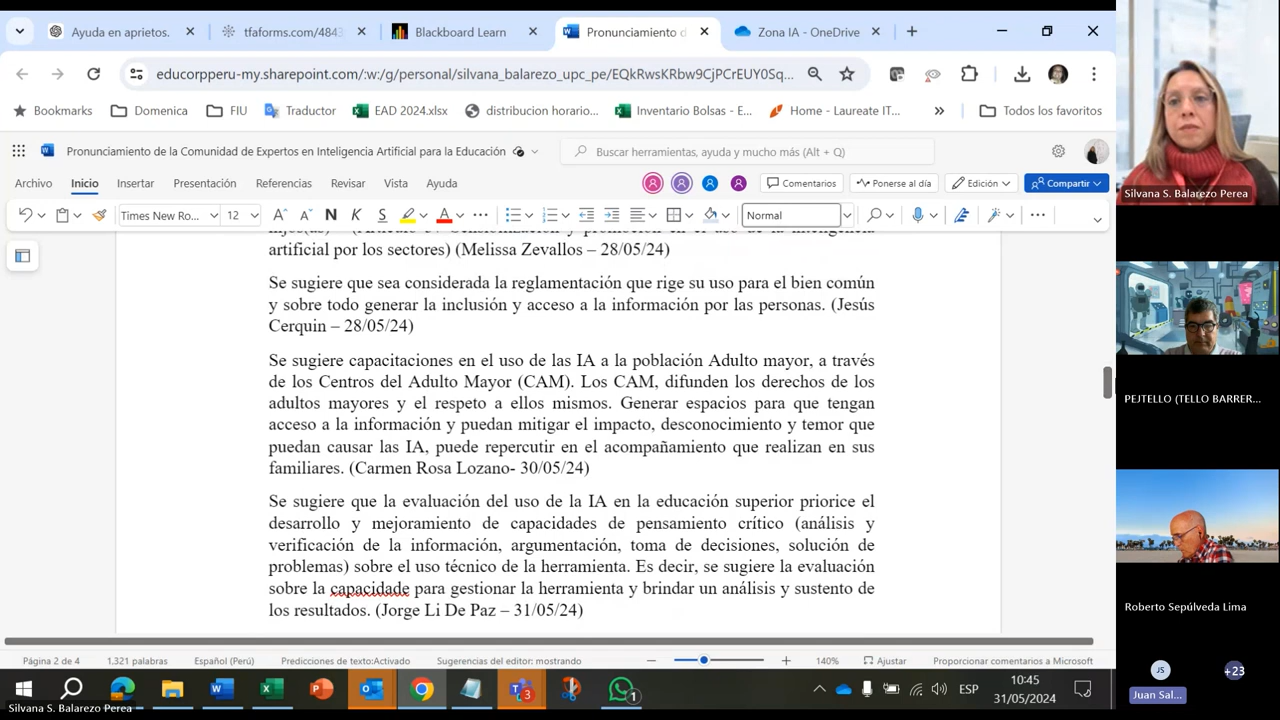 Ayuda en aprietos.
tfaforms.com/4843
Blackboard Learn
Pronunciamiento d
Zona IA - OneDrive
educorpperu-my.sharepoint.com/:w:/g/personal/silvana_balarezo_upc_pe/EQkRwsKRbw9CjPCrEUY0Sq...
Bookmarks
Domenica
FIU
Traductor
EAD 2024.xlsx
distribucion horario...
Inventario Bolsas - E...
Home - Laureate IT...
Todos los favoritos
Pronunciamiento de la Comunidad de Expertos en Inteligencia Artificial para la Educación
Buscar herramientas, ayuda y mucho más (Alt + Q)
Archivo Inicio Insertar Presentación Referencias Revisar Vista Ayuda
Comentarios
Ponerse al día
Edición
Compartir
Times New Ro...
12
N K S
Normal
artificial por los sectores) (Melissa Zevallos – 28/05/24)
Se sugiere que sea considerada la reglamentación que rige su uso para el bien común
y sobre todo generar la inclusión y acceso a la información por las personas. (Jesús
Cerquin – 28/05/24)
Se sugiere capacitaciones en el uso de las IA a la población Adulto mayor, a través
de los Centros del Adulto Mayor (CAM). Los CAM, difunden los derechos de los
adultos mayores y el respeto a ellos mismos. Generar espacios para que tengan
acceso a la información y puedan mitigar el impacto, desconocimiento y temor que
puedan causar las IA, puede repercutir en el acompañamiento que realizan en sus
familiares. (Carmen Rosa Lozano- 30/05/24)
Se sugiere que la evaluación del uso de la IA en la educación superior priorice el
desarrollo y mejoramiento de capacidades de pensamiento crítico (análisis y
verificación de la información, argumentación, toma de decisiones, solución de
problemas) sobre el uso técnico de la herramienta. Es decir, se sugiere la evaluación
sobre la capacidade para gestionar la herramienta y brindar un análisis y sustento de
los resultados. (Jorge Li De Paz – 31/05/24)
Página 2 de 4
1,321 palabras
Español (Perú)
Predicciones de texto:Activado
Sugerencias del editor: mostrando
140%
Ajustar
Proporcionar comentarios a Microsoft
3
1
ESP
10:45
31/05/2024
Silvana S. Balarezo Perea
Silvana S. Balarezo Perea
PEJTELLO (TELLO BARRER...
Roberto Sepúlveda Lima
JS
+23
Juan Sal...